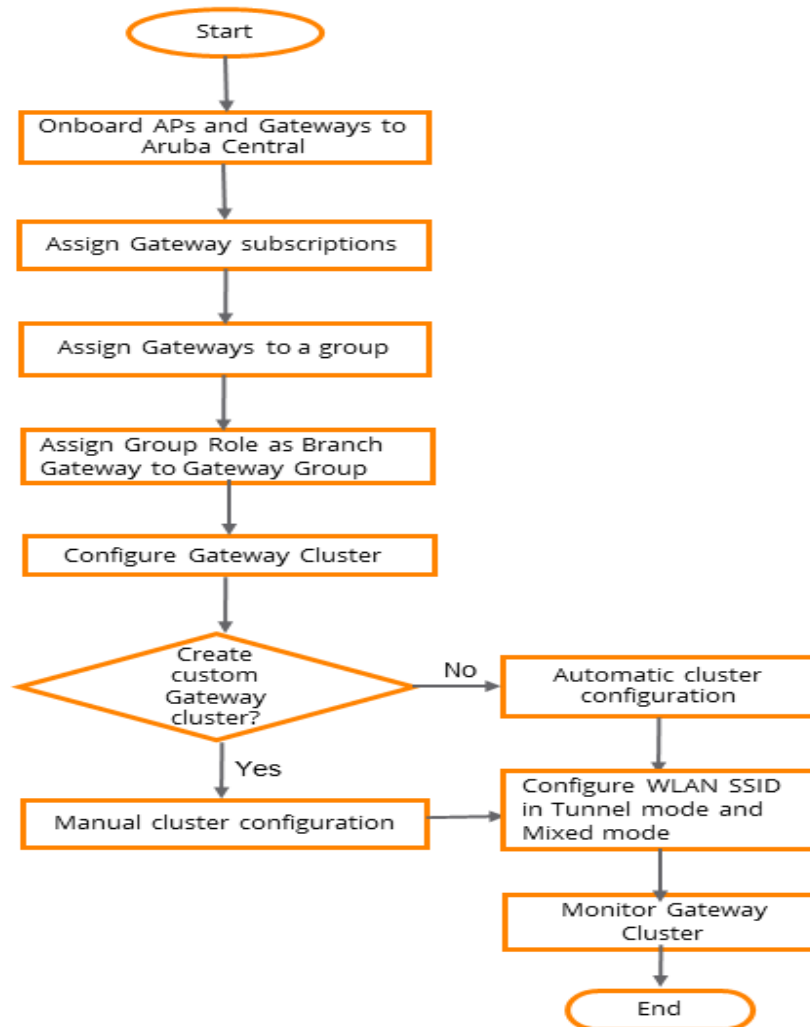 Start
Onboard APs and Gateways to
Aruba Central
Assign Gateway subscriptions
Assign Gateways to a group
Assign Group Role as Branch
Gateway to Gateway Group
Configure Gateway Cluster
Create
custom
Gateway
cluster?
No
Automatic cluster
configuration
Yes
Manual cluster configuration
Configure WLAN SSID
in Tunnel mode and
Mixed mode
Monitor Gateway
Cluster
End